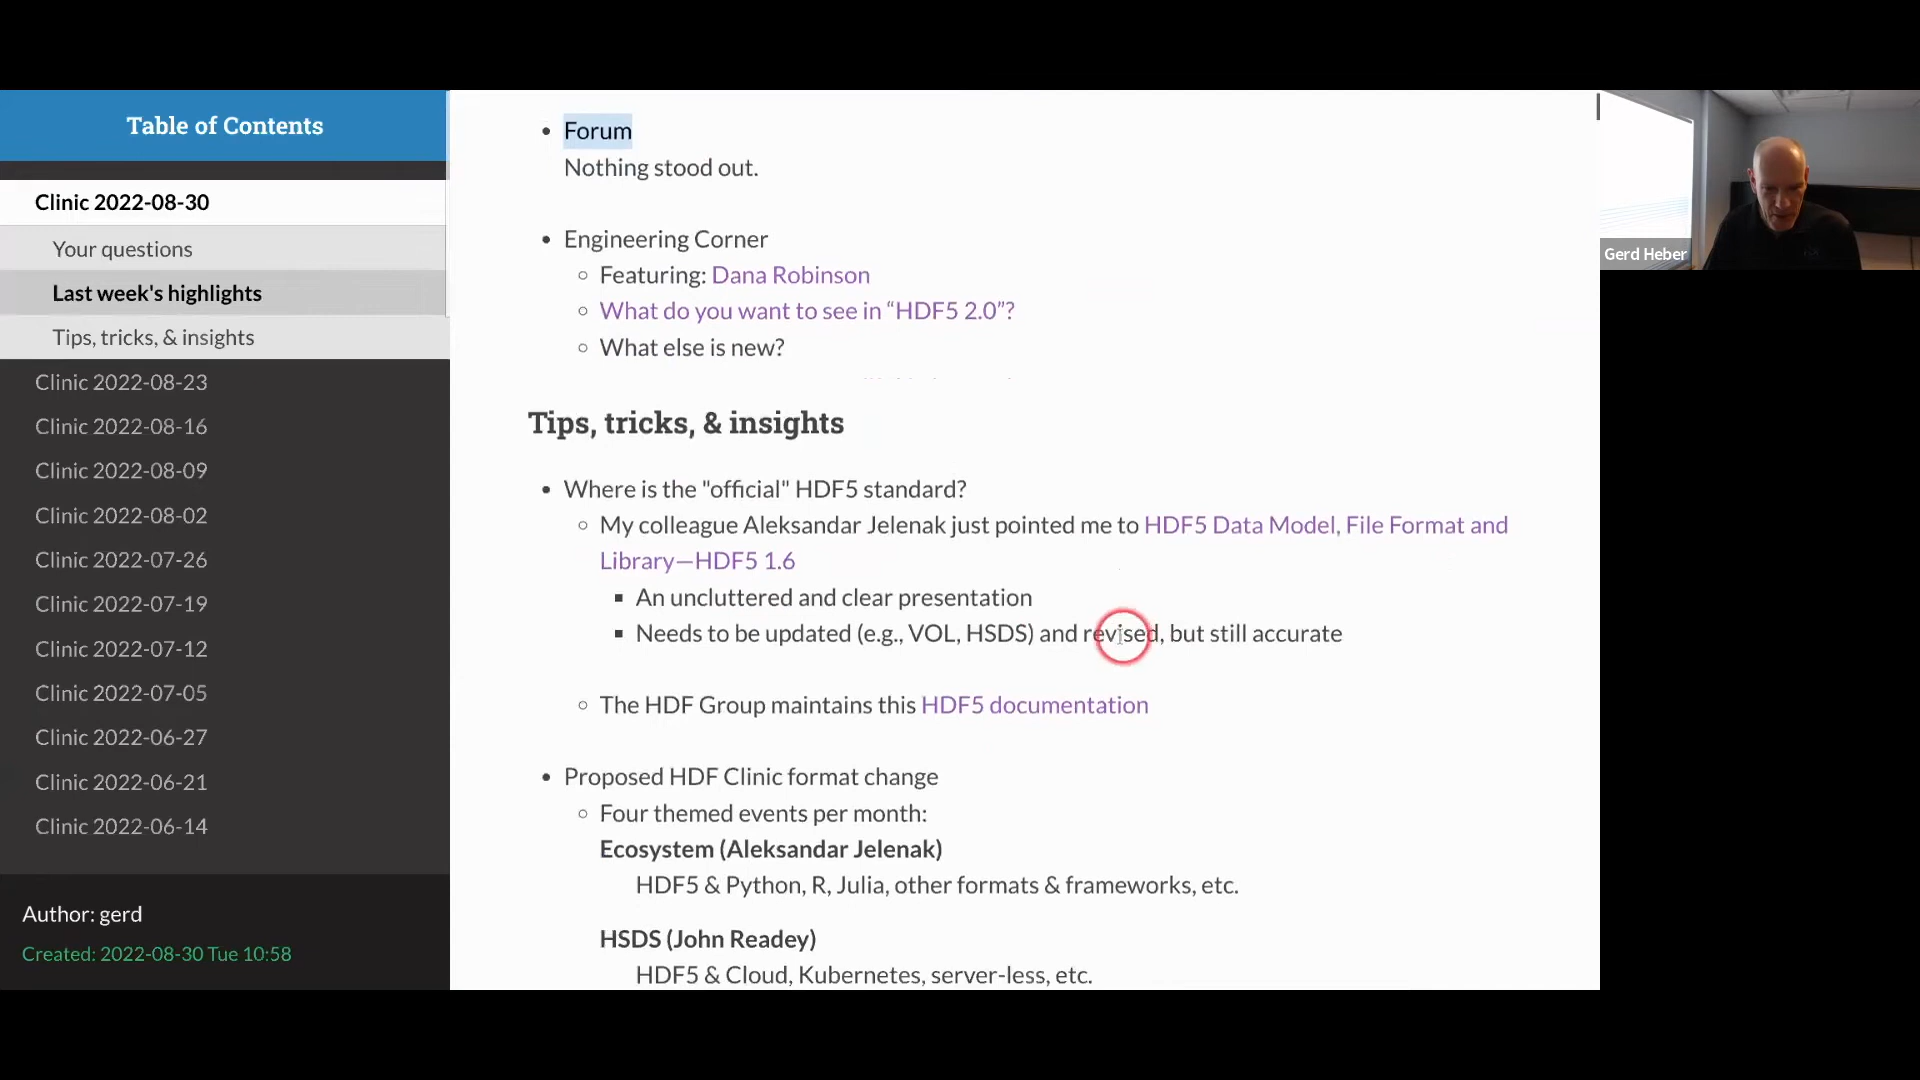 Table of Contents
Clinic 2022-08-30
Your questions
Last week's highlights
Tips, tricks, & insights
Clinic 2022-08-23
Clinic 2022-08-16
Clinic 2022-08-09
Clinic 2022-08-02
Clinic 2022-07-26
Clinic 2022-07-19
Clinic 2022-07-12
Clinic 2022-07-05
Clinic 2022-06-27
Clinic 2022-06-21
Clinic 2022-06-14
Author: gerd
Created: 2022-08-30 Tue 10:58
• Forum
Nothing stood out.
• Engineering Corner
◦ Featuring: Dana Robinson
◦ What do you want to see in “HDF5 2.0”?
◦ What else is new?
Tips, tricks, & insights
• Where is the "official" HDF5 standard?
◦ My colleague Aleksandar Jelenak just pointed me to HDF5 Data Model, File Format and
Library—HDF5 1.6
▪ An uncluttered and clear presentation
▪ Needs to be updated (e.g., VOL, HSDS) and revised, but still accurate
◦ The HDF Group maintains this HDF5 documentation
• Proposed HDF Clinic format change
◦ Four themed events per month:
Ecosystem (Aleksandar Jelenak)
HDF5 & Python, R, Julia, other formats & frameworks, etc.
HSDS (John Readey)
HDF5 & Cloud, Kubernetes, server-less, etc.
Gerd Heber